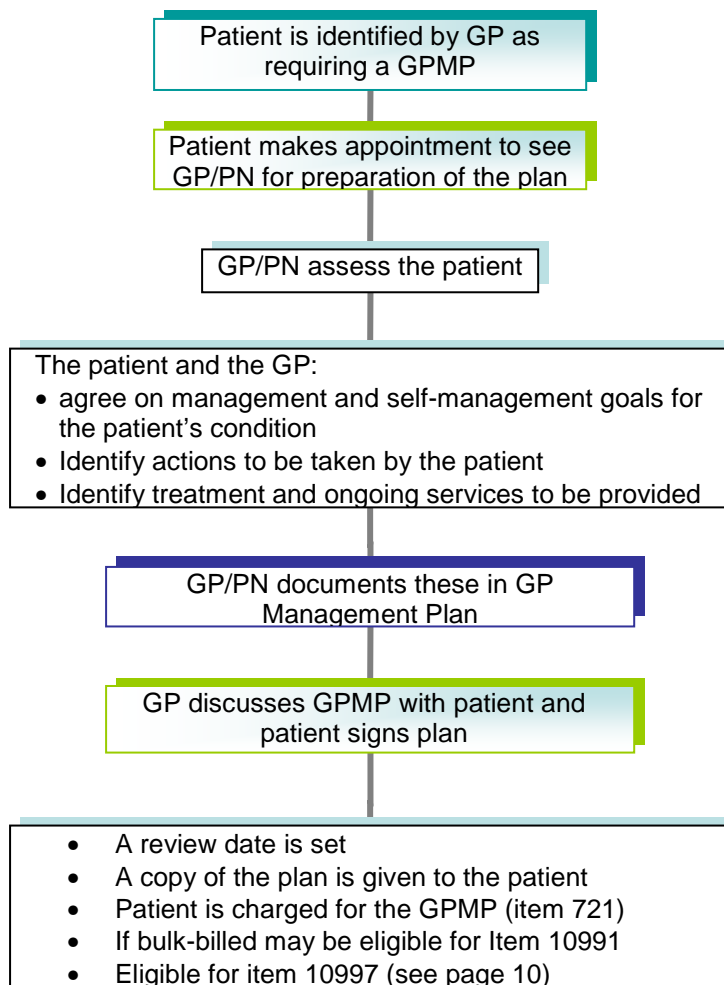 Patient is identified by GP as
requiring a GPMP
Patient makes appointment to see
GP/PN for preparation of the plan
GP/PN assess the patient
The patient and the GP:
• agree on management and self-management goals for
the patient's condition
• Identify actions to be taken by the patient
• Identify treatment and ongoing services to be provided
GP/PN documents these in GP
Management Plan
GP discusses GPMP with patient and
patient signs plan
• A review date is set
• A copy of the plan is given to the patient
• Patient is charged for the GPMP (item 721)
• If bulk-billed may be eligible for Item 10991
• Eligible for item 10997 (see page 10)